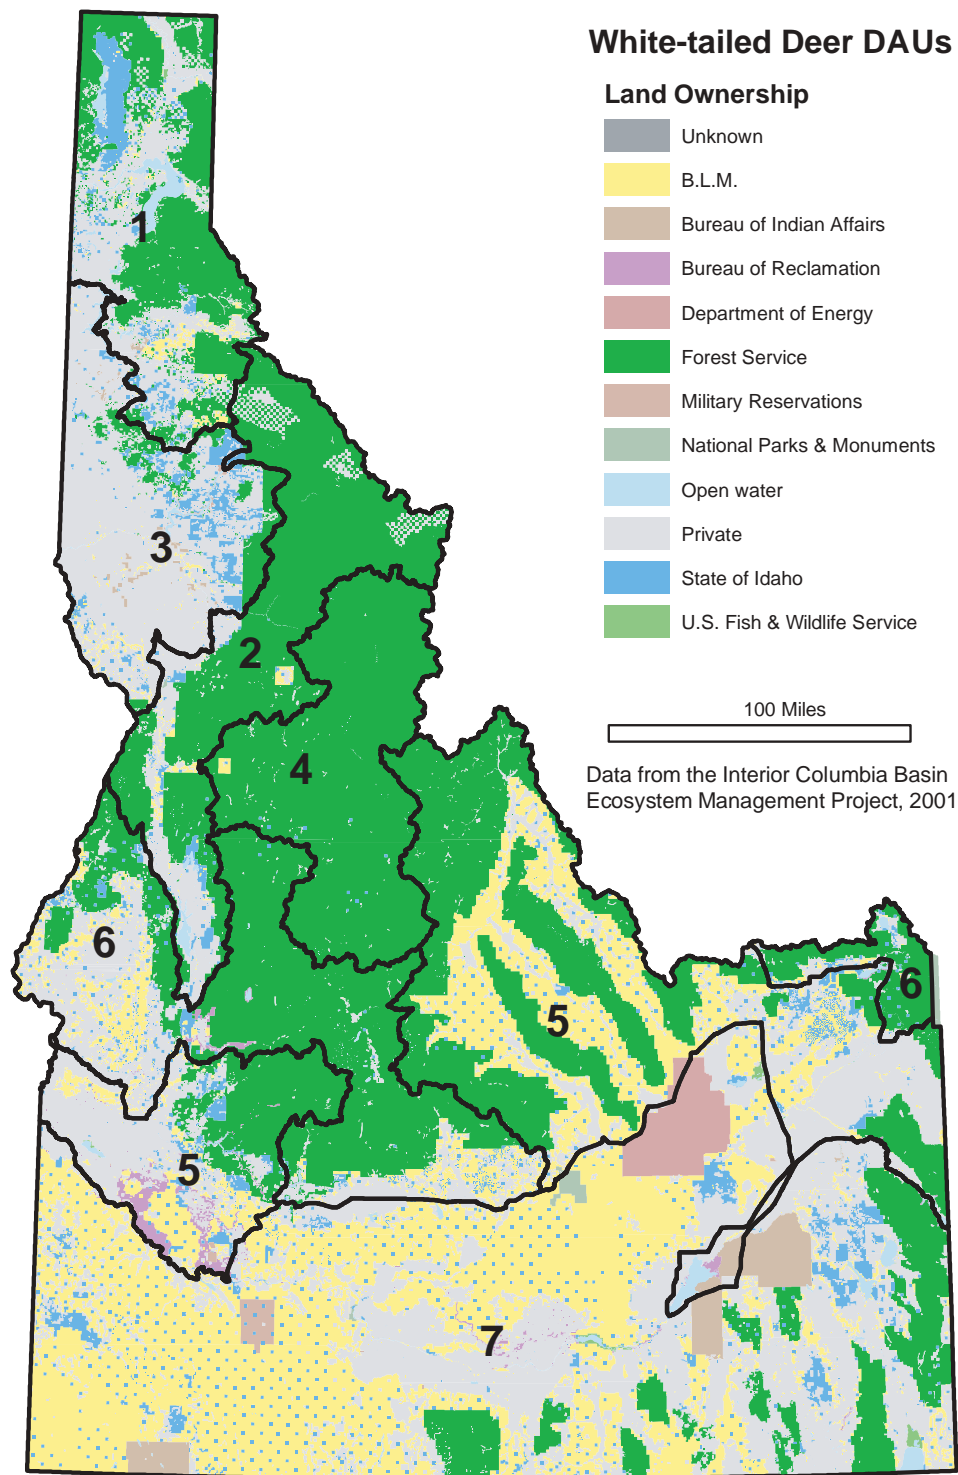 White-tailed Deer DAUs
Land Ownership
Unknown
B.L.M.
Bureau of Indian Affairs
Bureau of Reclamation
Department of Energy
Forest Service
Military Reservations
National Parks & Monuments
Open water
Private
State of Idaho
U.S. Fish & Wildlife Service
100 Miles
Data from the Interior Columbia Basin
Ecosystem Management Project, 2001
1
3
2
4
6
5
6
5
7